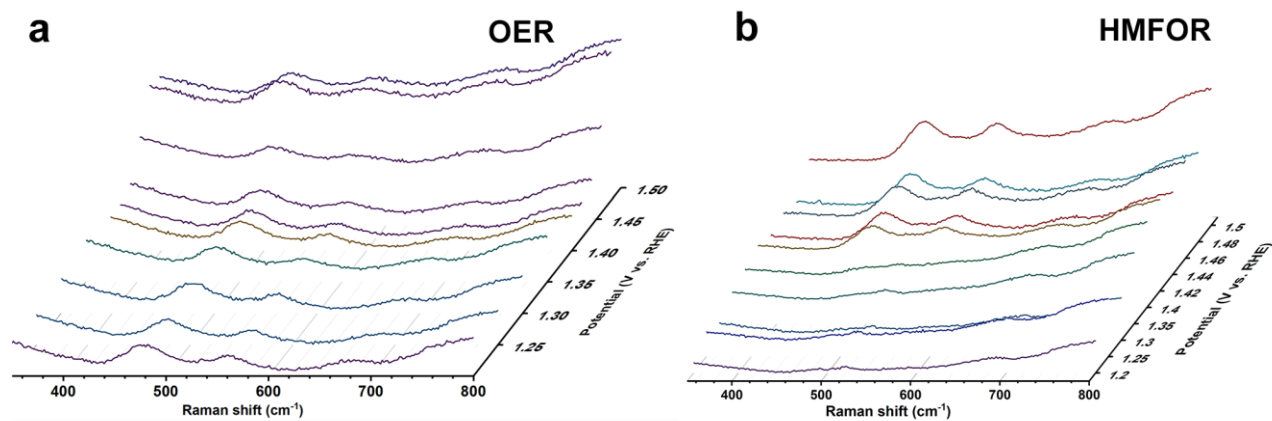 a
OER
1.50
1.45
1.40
1.35
1.30
1.25
Potential (V vs. RHE)
400 500 600 700 800
Raman shift (cm⁻¹)
b
HMFOR
1.5
1.48
1.46
1.44
1.42
1.4
1.35
1.3
1.25
1.2
Potential (V vs. RHE)
400 500 600 700 800
Raman shift (cm⁻¹)